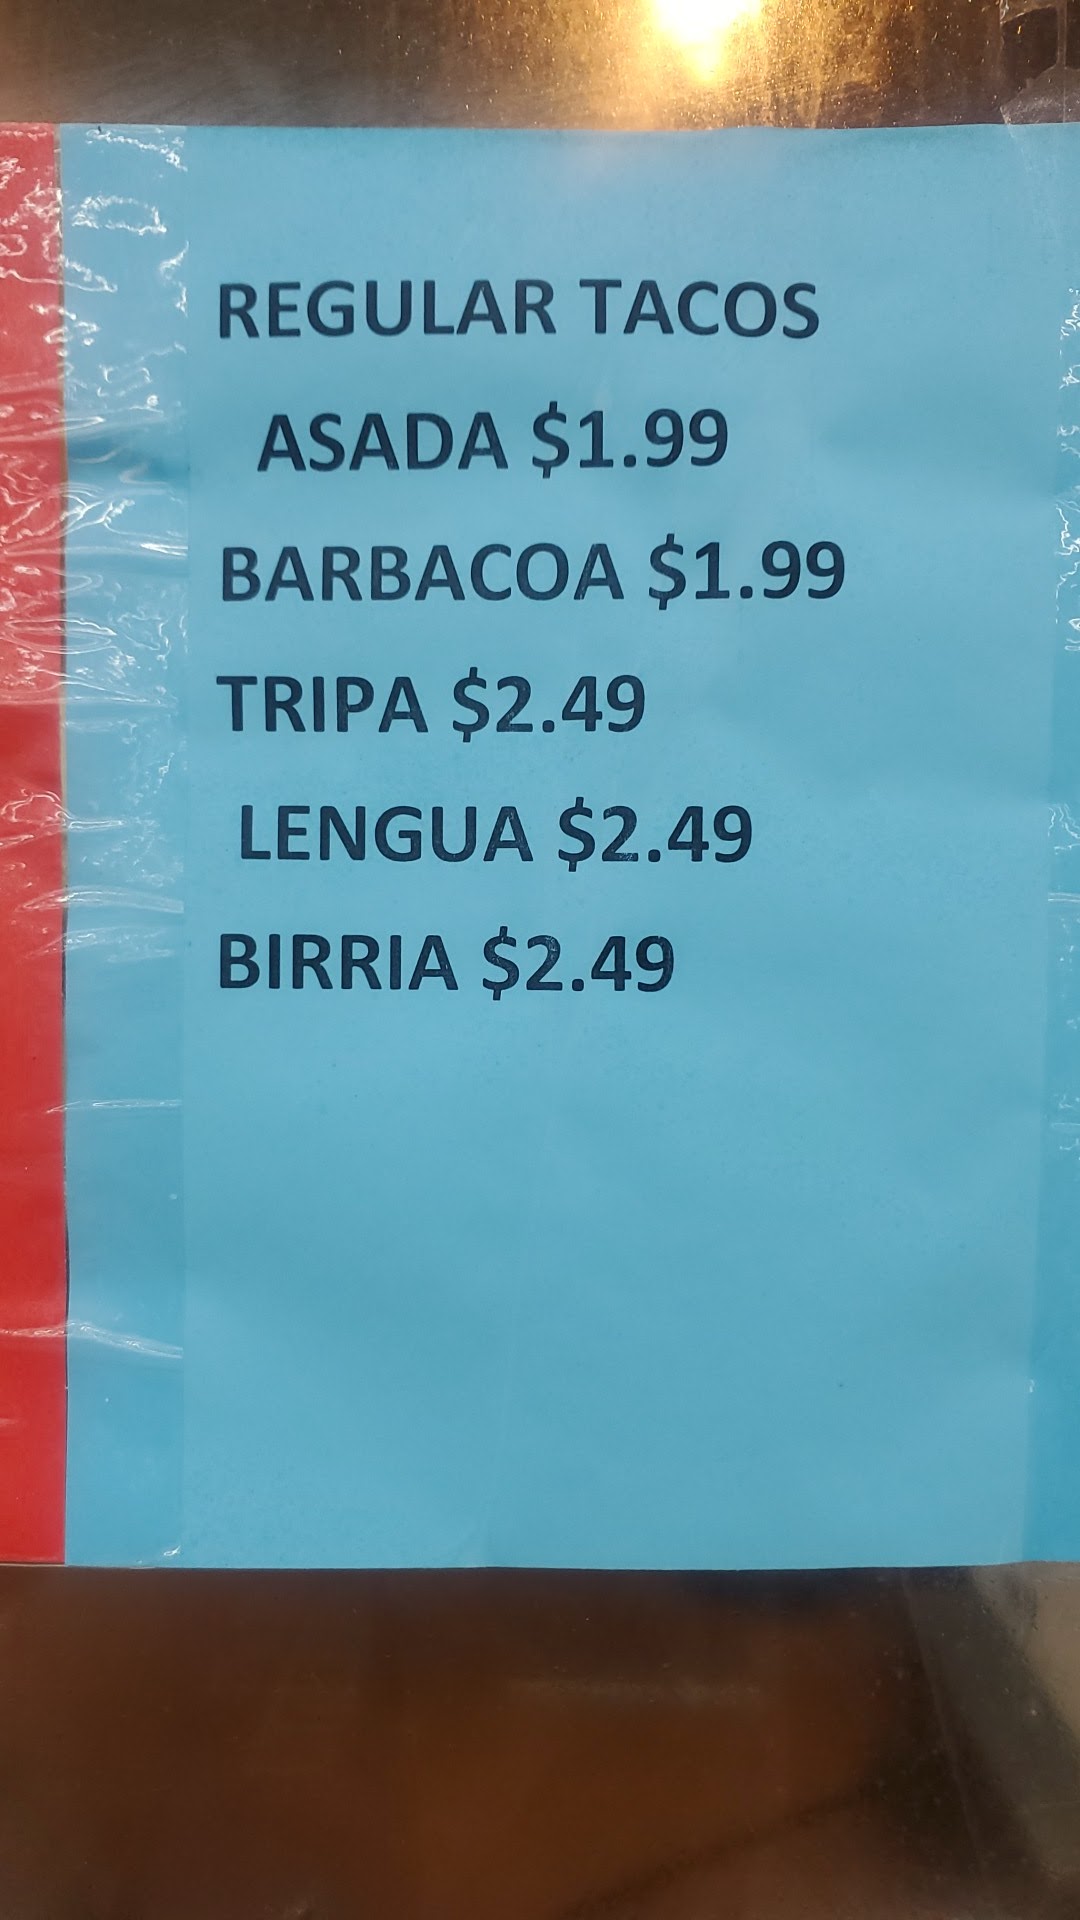 REGULAR TACOS
ASADA $1.99
BARBACOA $1.99
TRIPA $2.49
LENGUA $2.49
BIRRIA $2.49